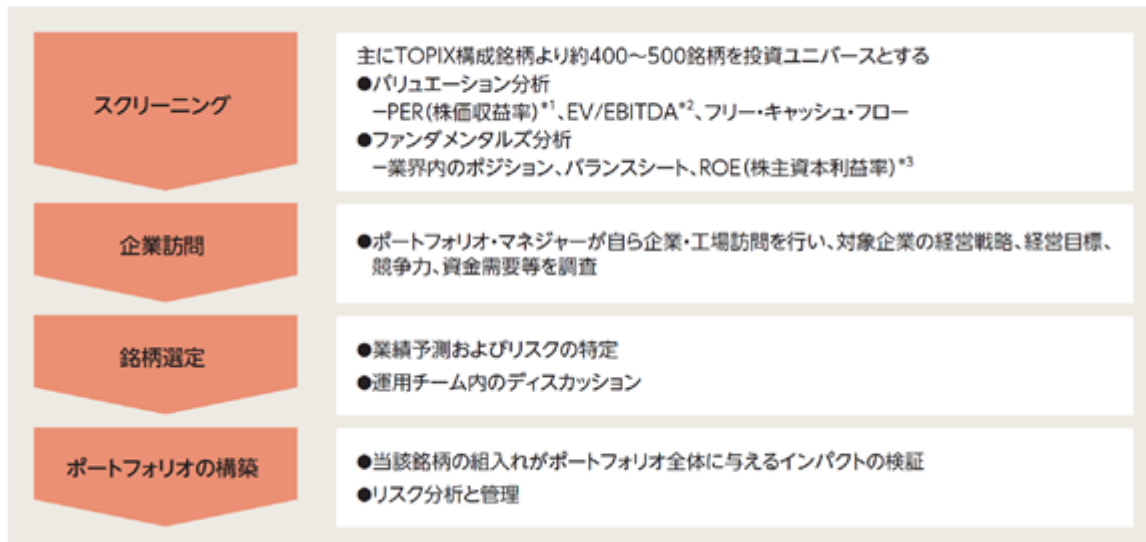 スクリーニング
主にTOPIX構成銘柄より約400～500銘柄を投資ユニバースとする
●バリュエーション分析
－PER(株価収益率)*1、EV/EBITDA*2、フリー・キャッシュ・フロー
●ファンダメンタルズ分析
－業界内のポジション、バランスシート、ROE(株主資本利益率)*3
企業訪問
●ポートフォリオ・マネジャーが自ら企業・工場訪問を行い、対象企業の経営戦略、経営目標、
競争力、資金需要等を調査
銘柄選定
●業績予測およびリスクの特定
●運用チーム内のディスカッション
ポートフォリオの構築
●当該銘柄の組入れがポートフォリオ全体に与えるインパクトの検証
●リスク分析と管理